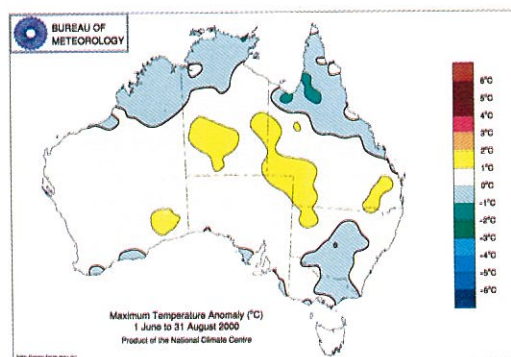 BUREAU OF
METEOROLOGY
6°C
5°C
4°C
3°C
2°C
1°C
0°C
-1°C
-2°C
-3°C
-4°C
-5°C
-6°C
Maximum Temperature Anomaly (°C)
1 June to 31 August 2000
Product of the National Climate Centre